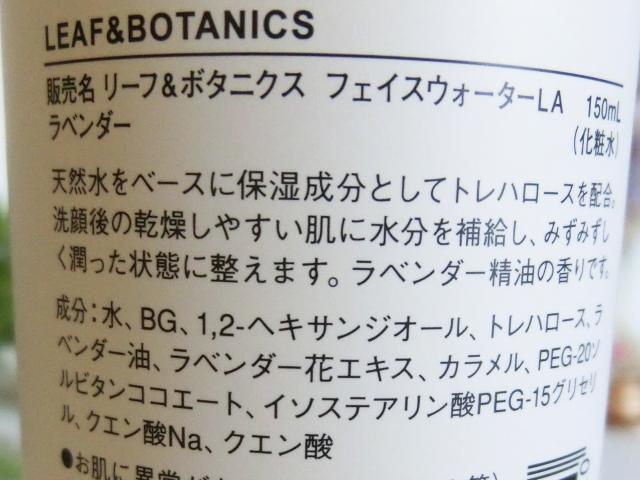 LEAF&BOTANICS
販売名 リーフ&ボタニクス フェイスウォーターLA 150mL
ラベンダー (化粧水)
天然水をベースに保湿成分としてトレハロースを配合。
洗顔後の乾燥しやすい肌に水分を補給し、みずみずし
く潤った状態に整えます。ラベンダー精油の香りです。
成分:水、BG、1,2-ヘキサンジオール、トレハロース、ラ
ベンダー油、ラベンダー花エキス、カラメル、PEG-20ソ
ルビタンココエート、イソステアリン酸PEG-15グリセリ
ル、クエン酸Na、クエン酸
●お肌に異常が